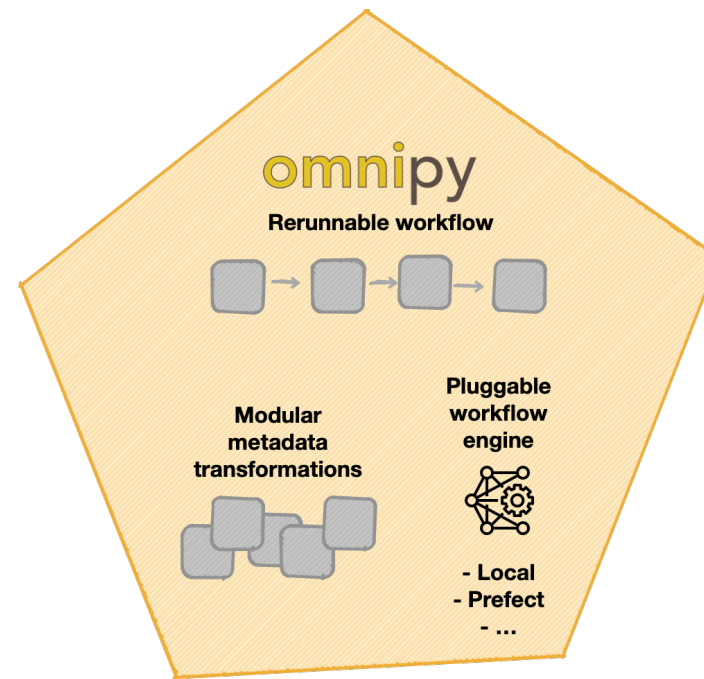 omnipy
Rerunnable workflow
Modular
metadata
transformations
Pluggable
workflow
engine
- Local
- Prefect
- ...